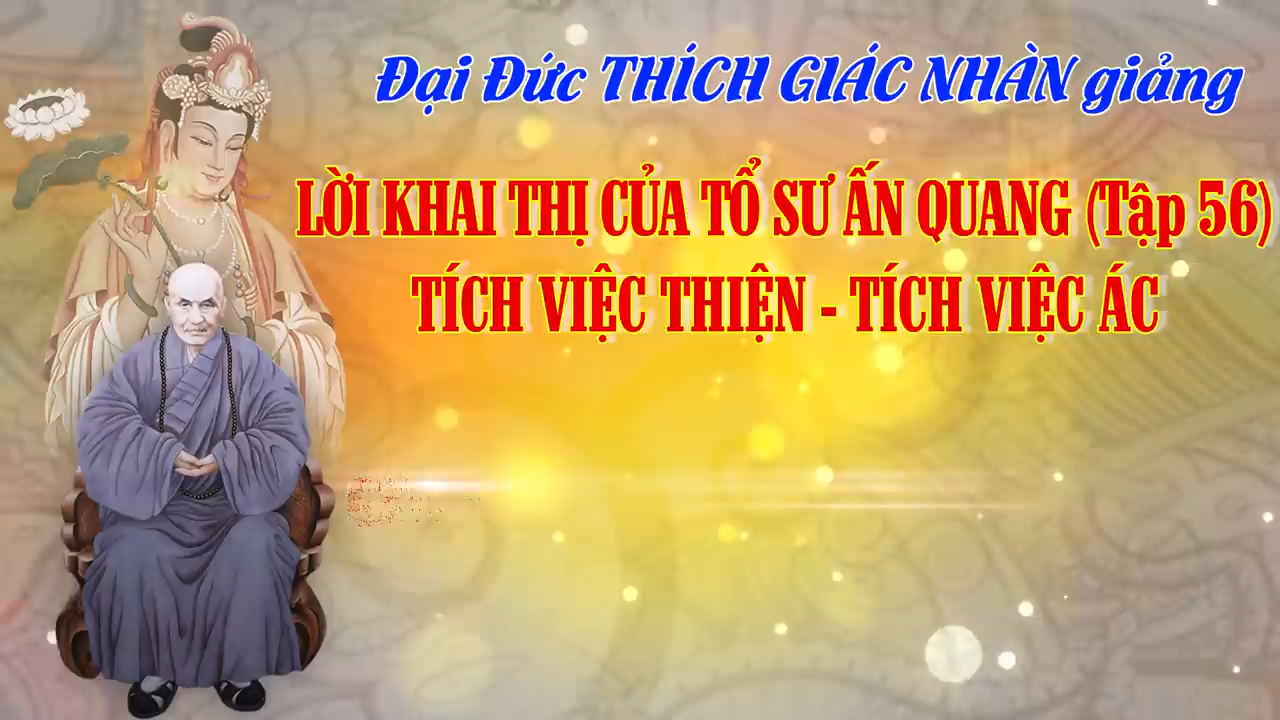 Đại Đức THÍCH GIÁC NHÀN giảng
LỜI KHAI THỊ CỦA TỔ SƯ ẤN QUANG (Tập 56)
TÍCH VIỆC THIỆN - TÍCH VIỆC ÁC